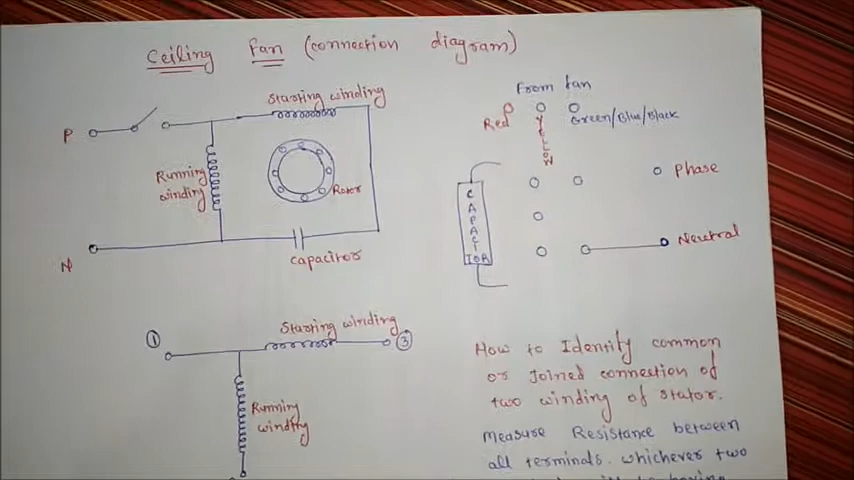 Ceiling Fan (connection diagram)
Starting winding
P
Running
winding
Rotor
N
Capacitor
From fan
Red
YELLOW
Green/Blue/Black
CAPACTIOR
Phase
Neutral
1
Starting winding
3
Running
winding
How to Identify common
or Joined connection of
two winding of stator.
Measure Resistance between
all terminals. whichever two